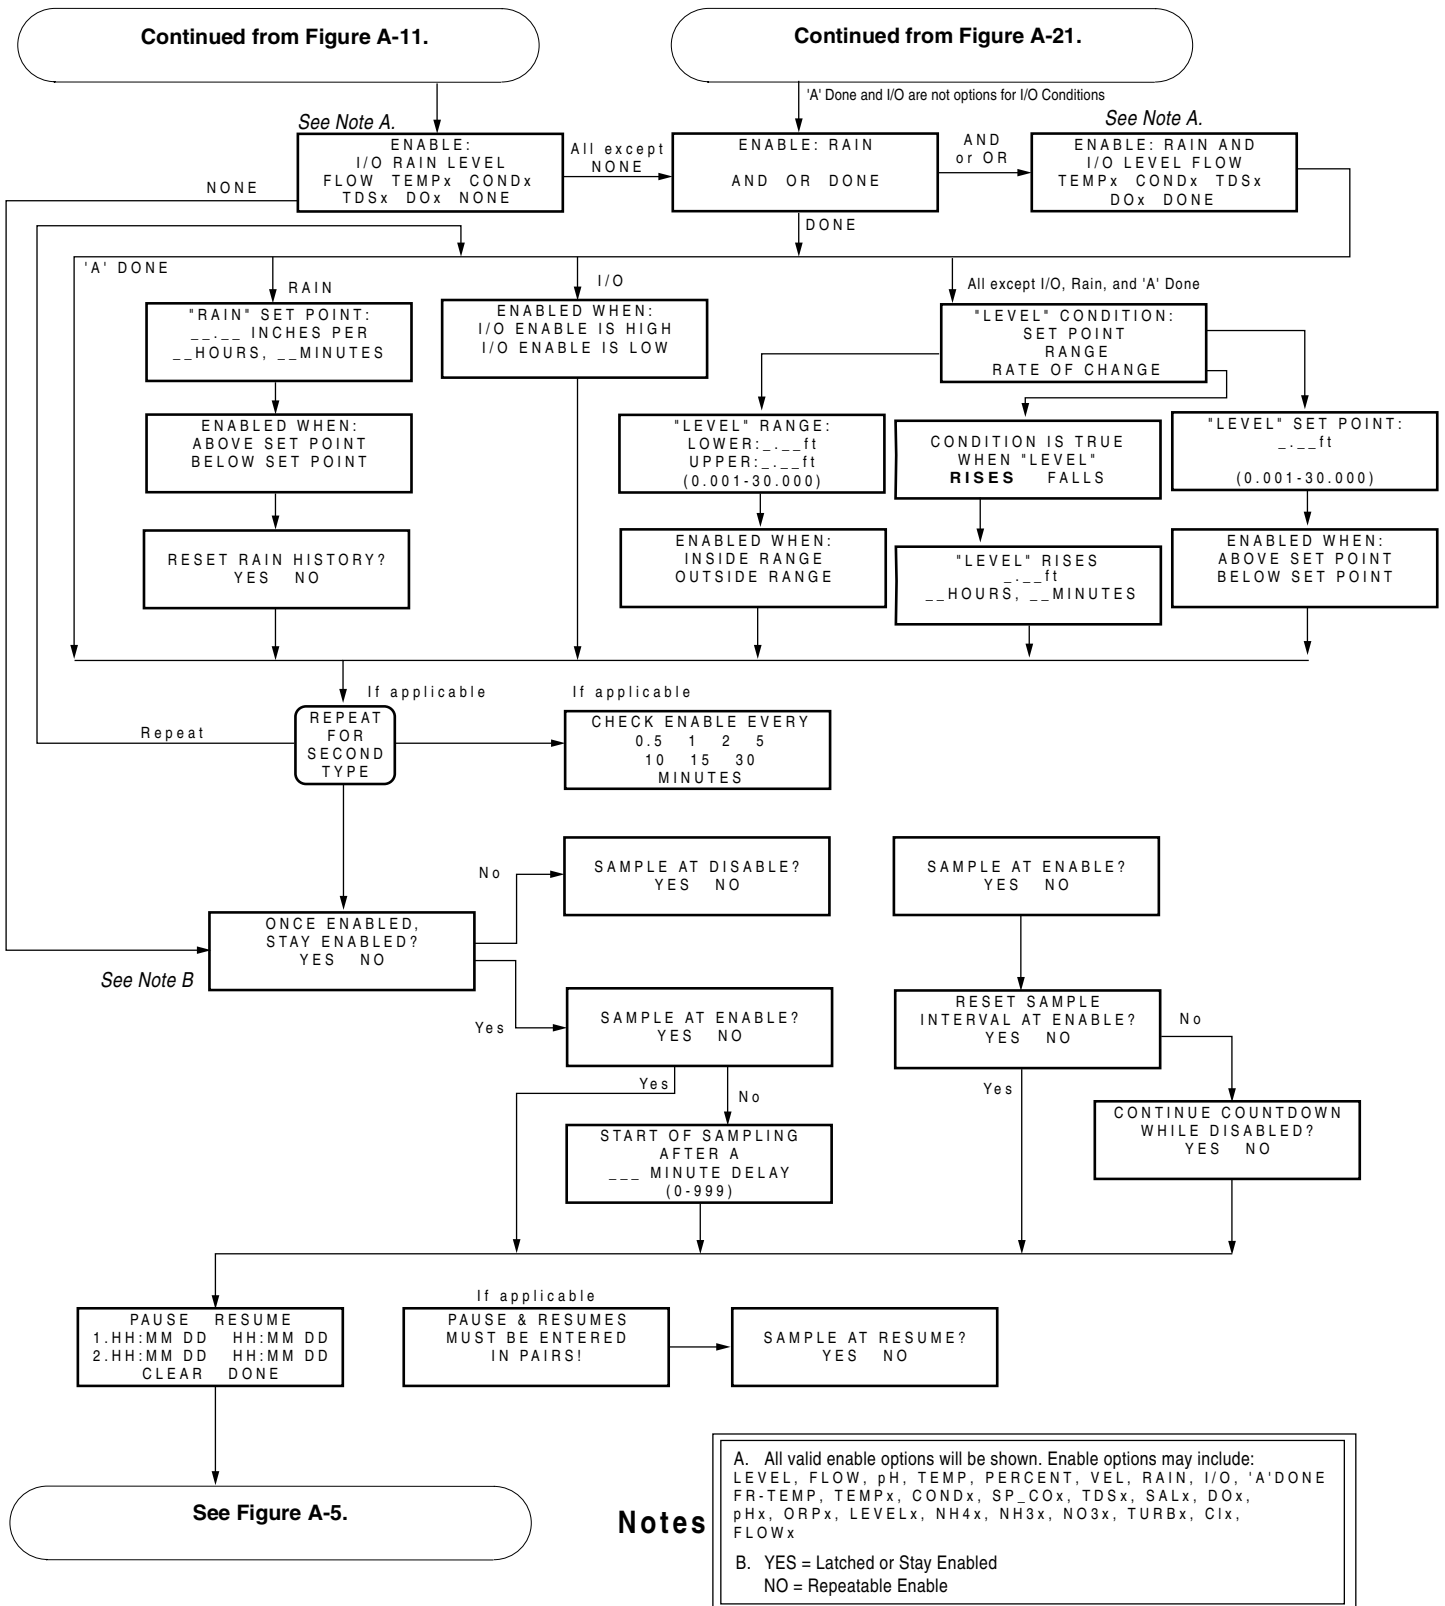 Continued from Figure A-11.
Continued from Figure A-21.
'A' Done and I/O are not options for I/O Conditions
See Note A.
ENABLE:
I/O RAIN LEVEL
FLOW TEMPx CONDx
TDSx DOx NONE
All except
NONE
ENABLE: RAIN
AND OR DONE
AND
or OR
See Note A.
ENABLE: RAIN AND
I/O LEVEL FLOW
TEMPx CONDx TDSx
DOx DONE
NONE
DONE
'A' DONE
RAIN
I/O
All except I/O, Rain, and 'A' Done
"RAIN" SET POINT:
__.__ INCHES PER
__HOURS, __MINUTES
ENABLED WHEN:
I/O ENABLE IS HIGH
I/O ENABLE IS LOW
"LEVEL" CONDITION:
SET POINT
RANGE
RATE OF CHANGE
ENABLED WHEN:
ABOVE SET POINT
BELOW SET POINT
"LEVEL" RANGE:
LOWER:_.__ft
UPPER:_.__ft
(0.001-30.000)
CONDITION IS TRUE
WHEN "LEVEL"
RISES FALLS
"LEVEL" SET POINT:
_.__ft
(0.001-30.000)
RESET RAIN HISTORY?
YES NO
ENABLED WHEN:
INSIDE RANGE
OUTSIDE RANGE
"LEVEL" RISES
_.__ft
__HOURS, __MINUTES
ENABLED WHEN:
ABOVE SET POINT
BELOW SET POINT
If applicable
If applicable
Repeat
REPEAT
FOR
SECOND
TYPE
CHECK ENABLE EVERY
0.5 1 2 5
10 15 30
MINUTES
No
SAMPLE AT DISABLE?
YES NO
SAMPLE AT ENABLE?
YES NO
ONCE ENABLED,
STAY ENABLED?
YES NO
See Note B
Yes
SAMPLE AT ENABLE?
YES NO
RESET SAMPLE
INTERVAL AT ENABLE?
YES NO
No
Yes
No
Yes
START OF SAMPLING
AFTER A
___ MINUTE DELAY
(0-999)
CONTINUE COUNTDOWN
WHILE DISABLED?
YES NO
PAUSE RESUME
1.HH:MM DD HH:MM DD
2.HH:MM DD HH:MM DD
CLEAR DONE
If applicable
PAUSE & RESUMES
MUST BE ENTERED
IN PAIRS!
SAMPLE AT RESUME?
YES NO
See Figure A-5.
Notes
A. All valid enable options will be shown. Enable options may include:
LEVEL, FLOW, pH, TEMP, PERCENT, VEL, RAIN, I/O, 'A'DONE
FR-TEMP, TEMPx, CONDx, SP_COx, TDSx, SALx, DOx,
pHx, ORPx, LEVELx, NH4x, NH3x, NO3x, TURBx, Clx,
FLOWx
B. YES = Latched or Stay Enabled
NO = Repeatable Enable